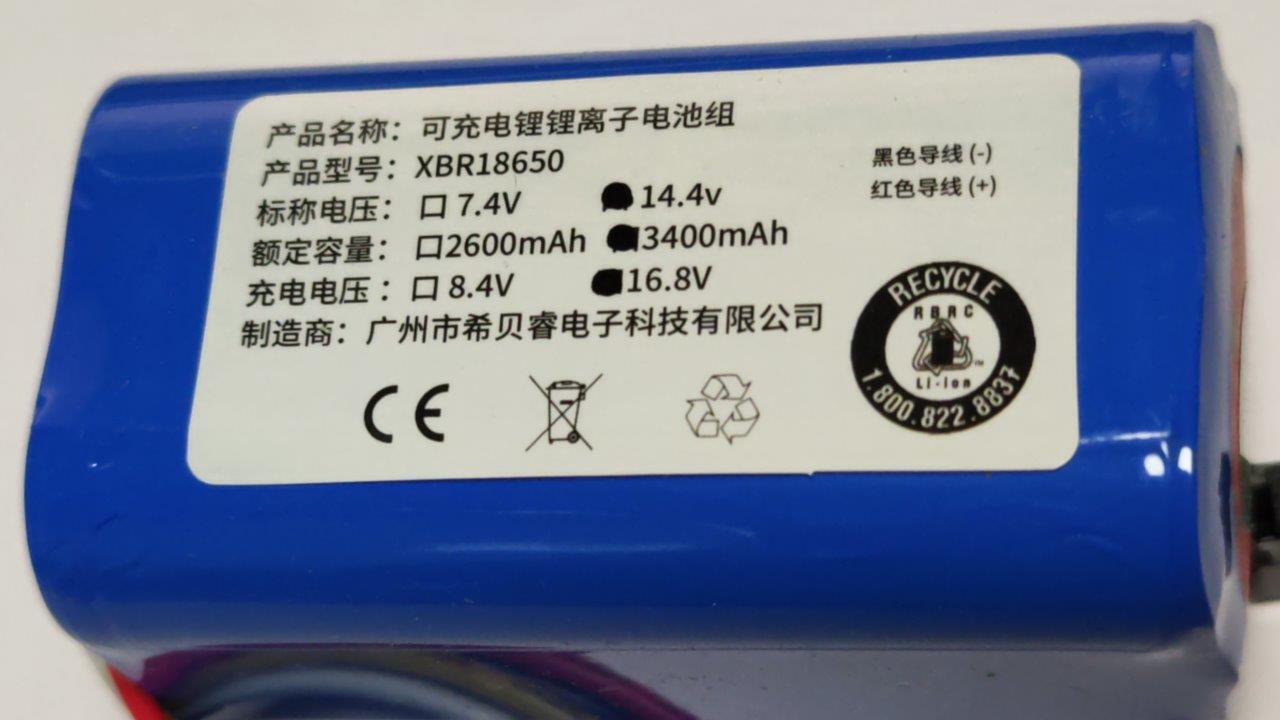 产品名称：可充电锂锂离子电池组
产品型号：XBR18650
标称电压：口 7.4V 14.4v
额定容量：口2600mAh 3400mAh
充电电压：口 8.4V 16.8V
制造商：广州市希贝睿电子科技有限公司
黑色导线 (-)
红色导线 (+)
CE
RECYCLE
RBRC
Li-ion
TM
1.800.822.8837